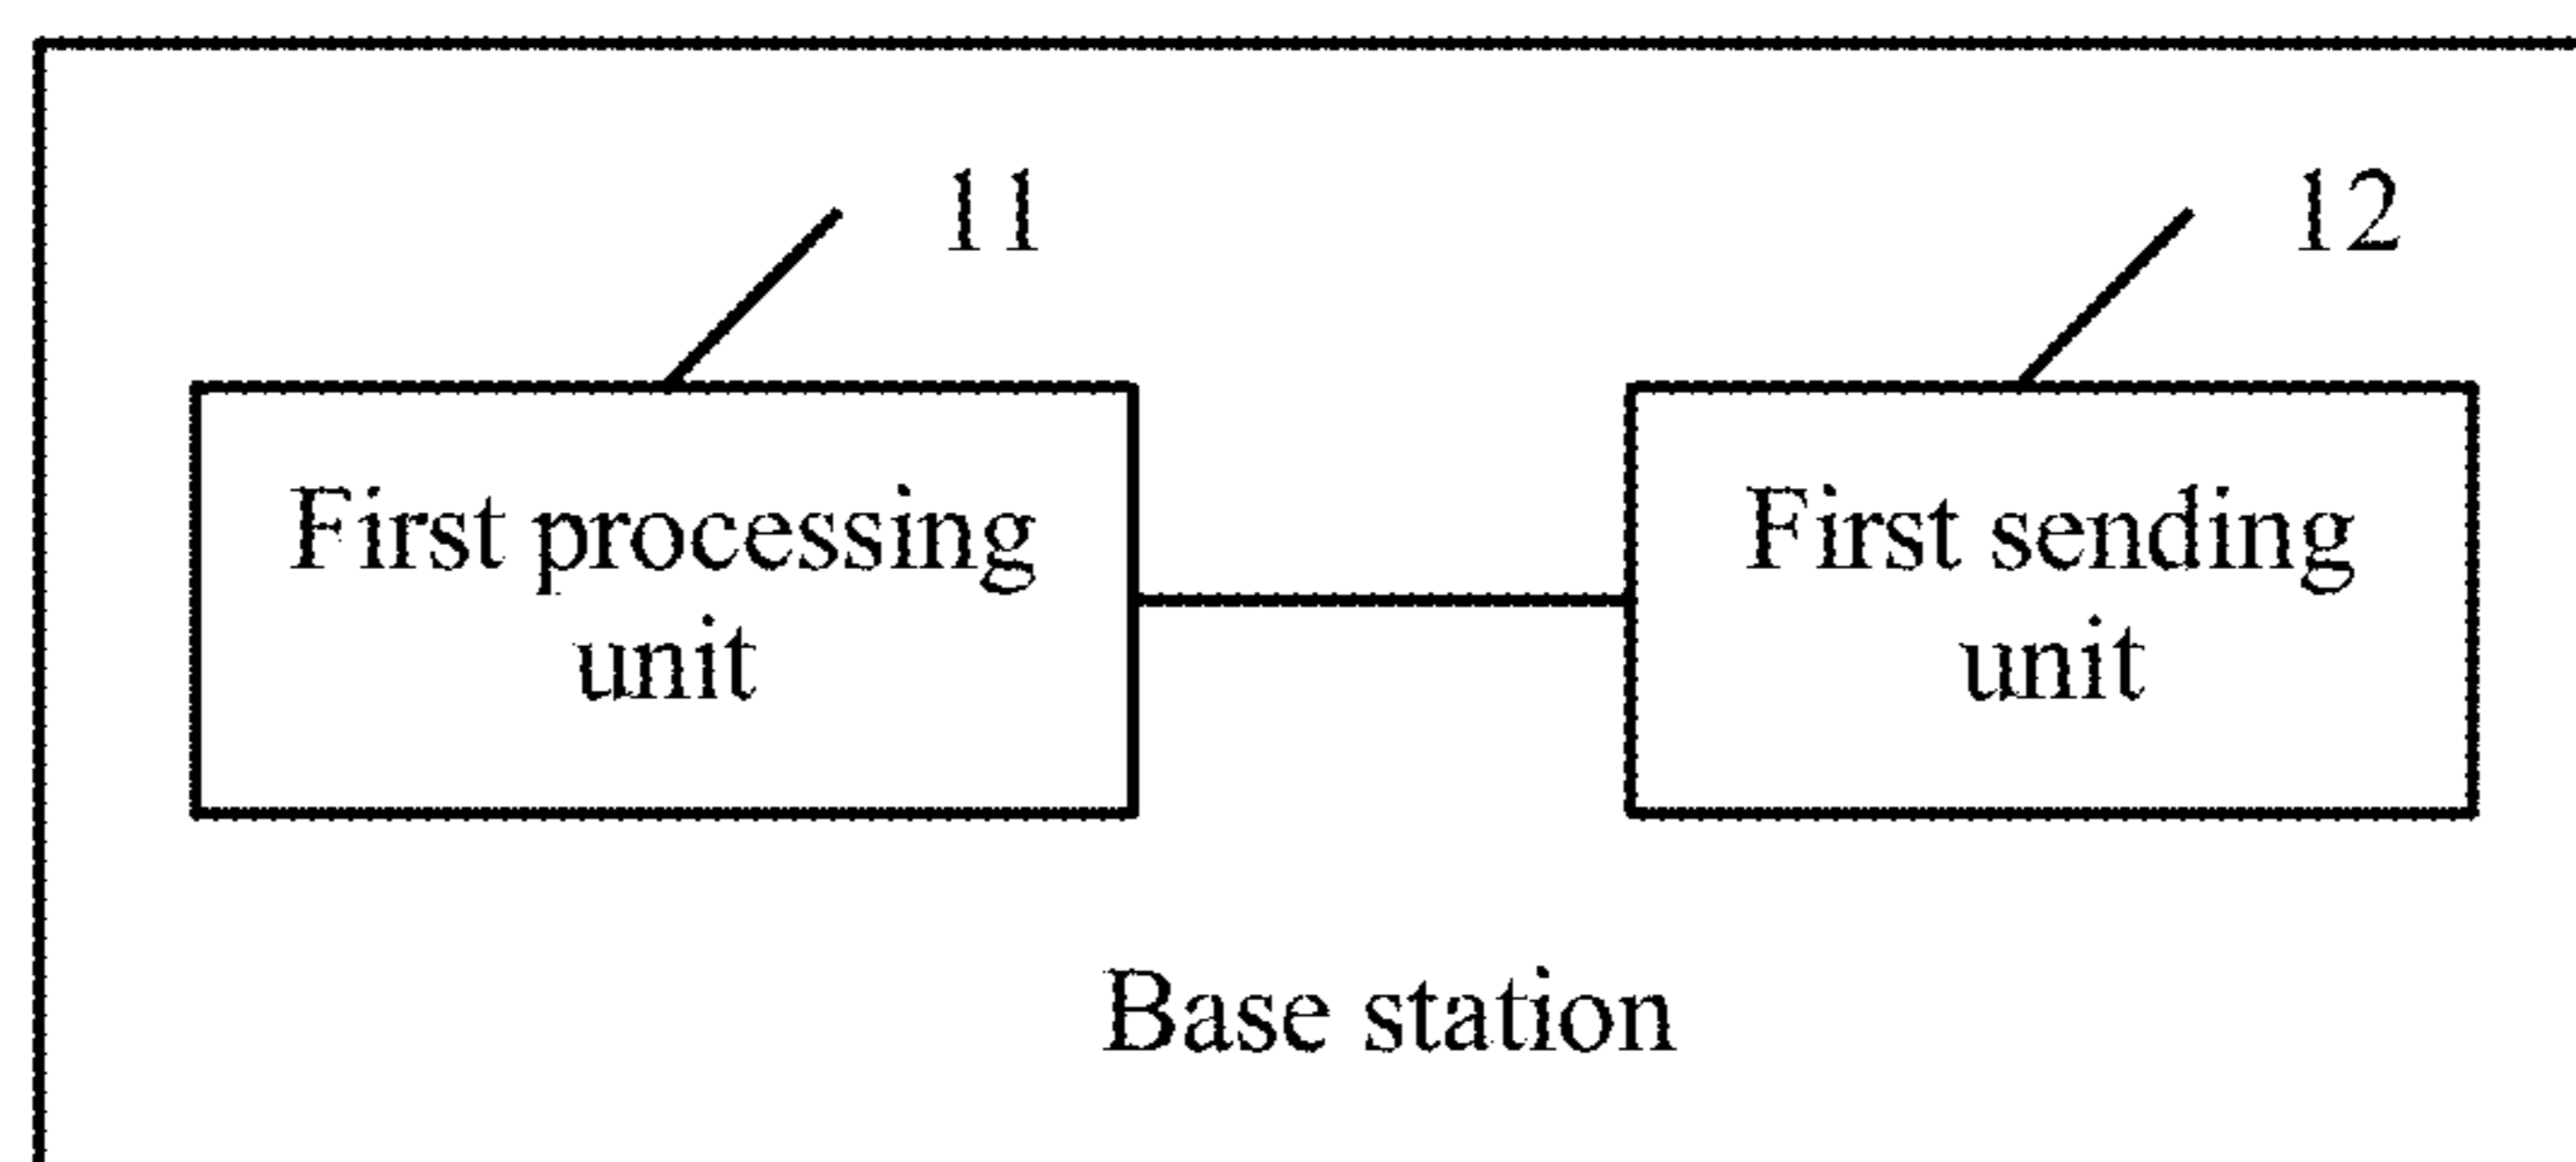 11
12
First processing
unit
First sending
unit
Base station